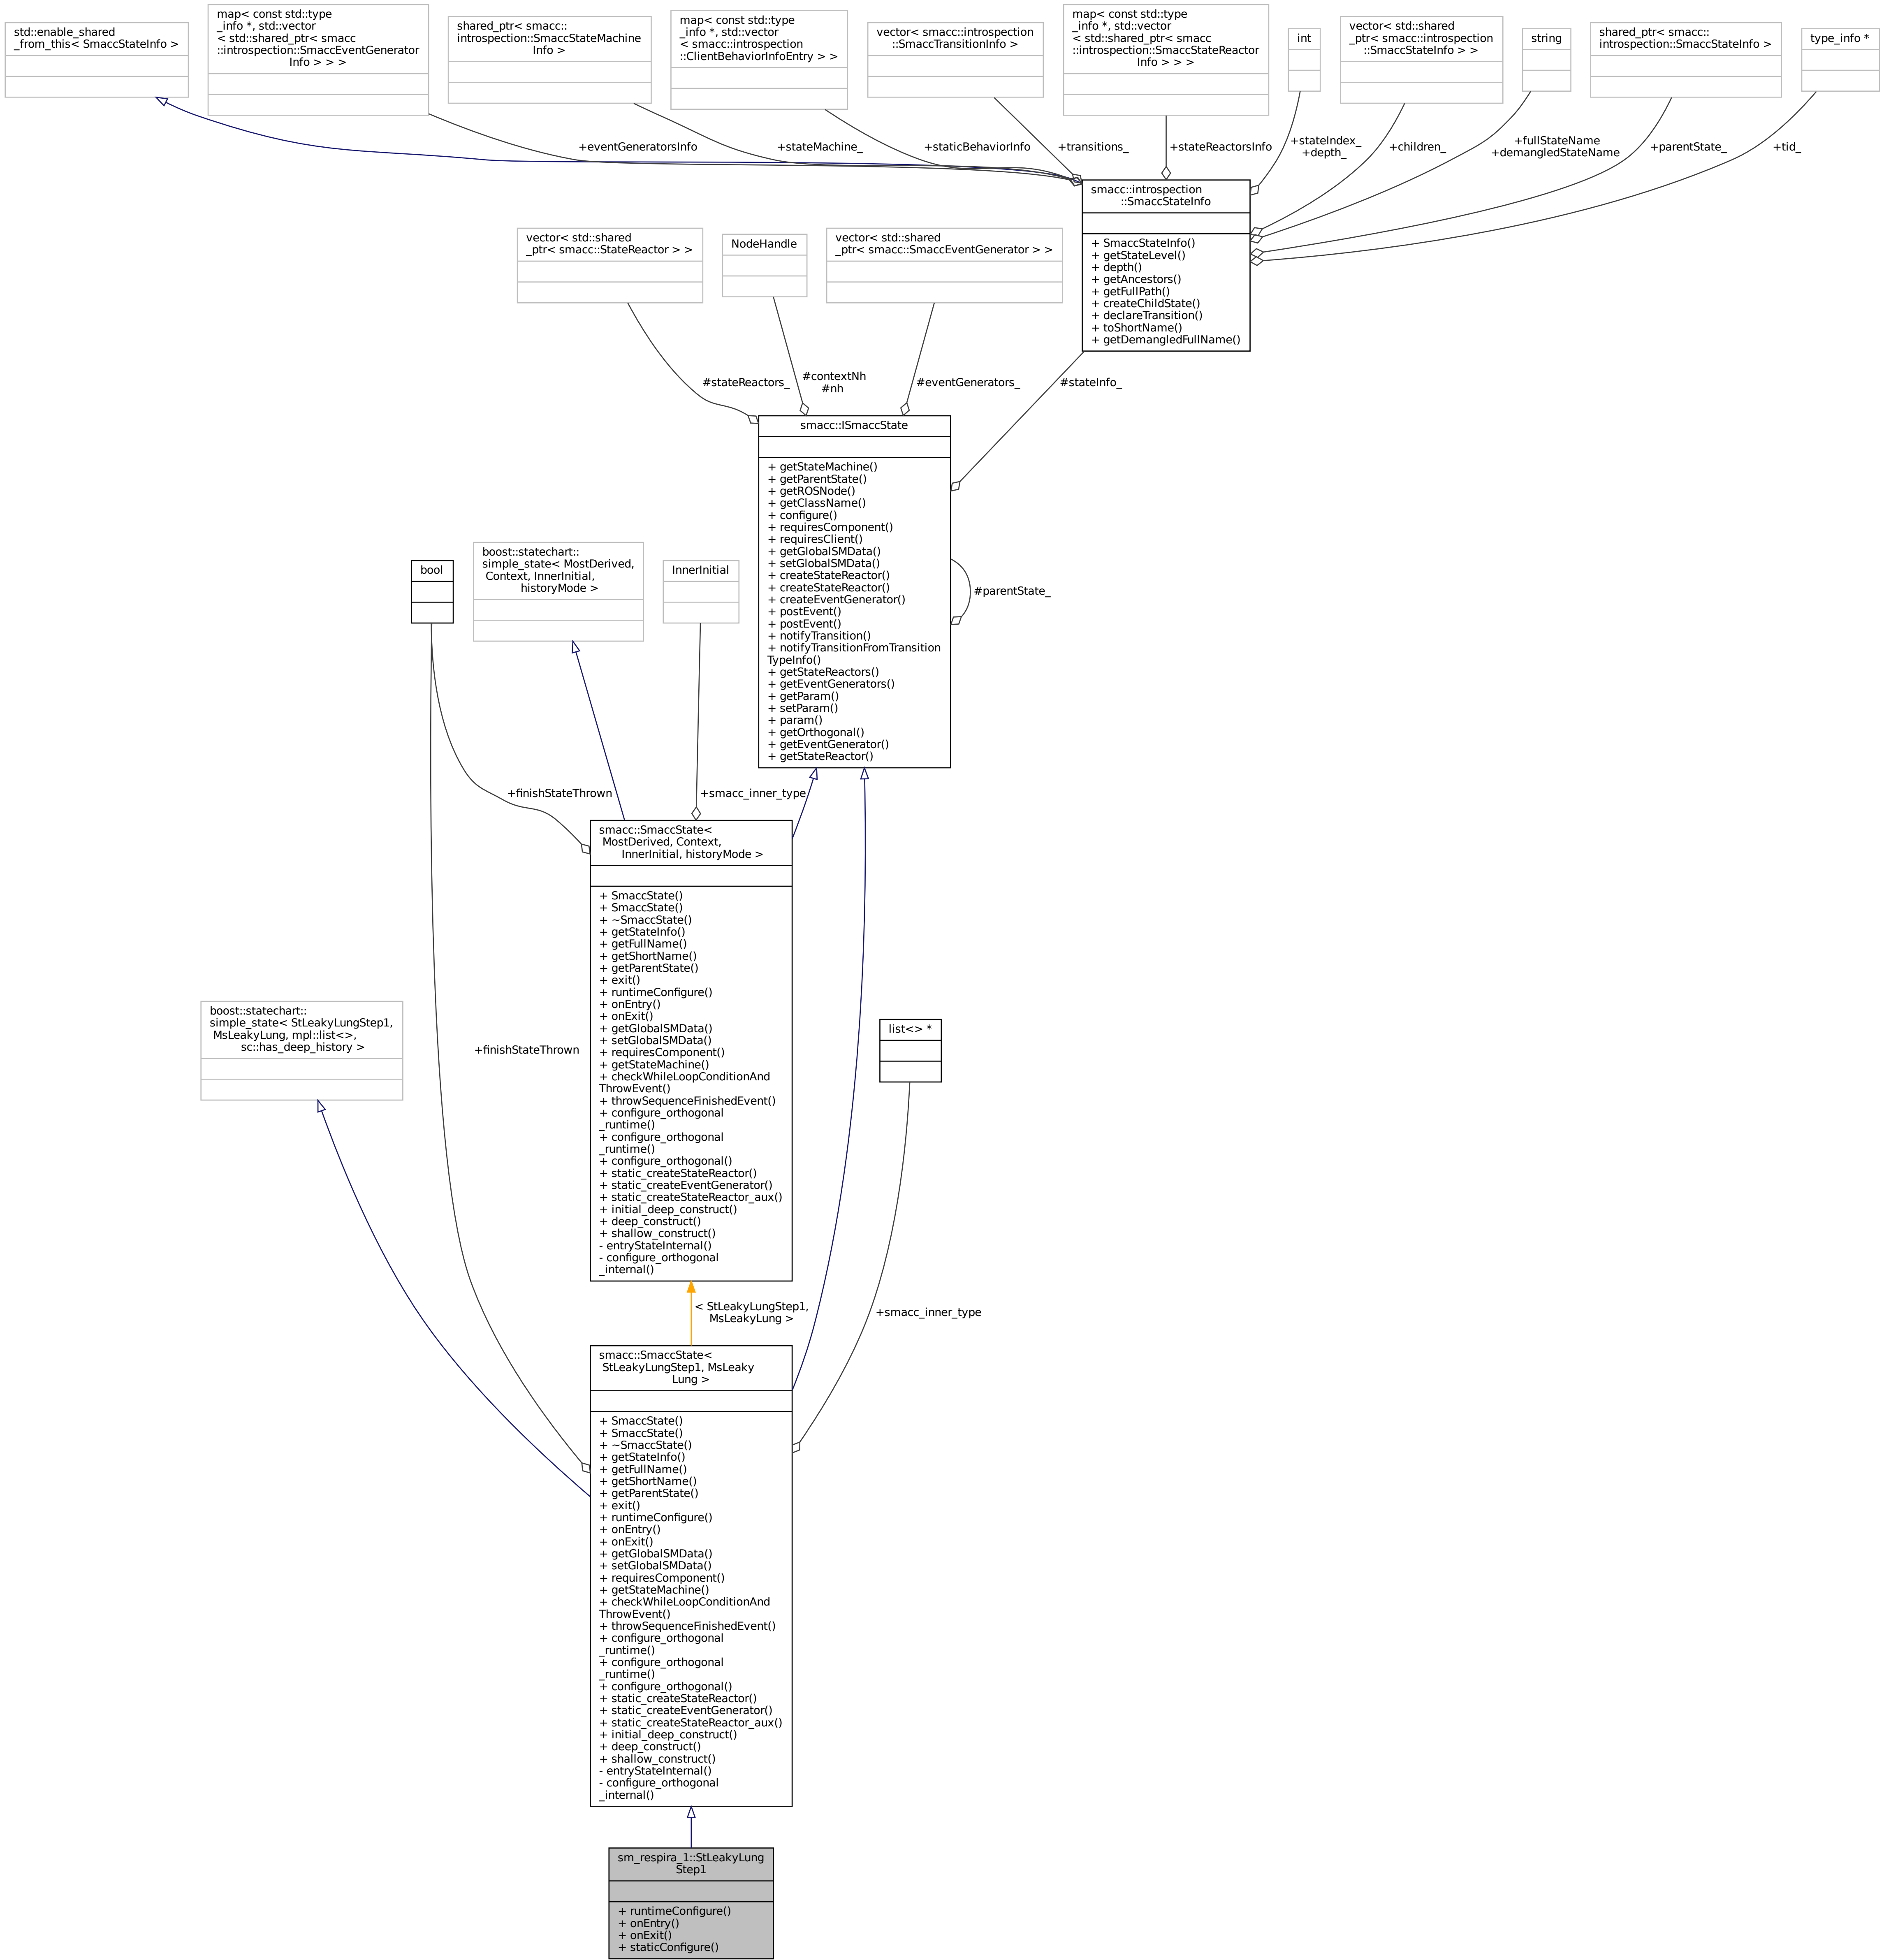 std::enable_shared
_from_this< SmaccStateInfo >
map< const std::type
_info *, std::vector
< std::shared_ptr< smacc
::introspection::SmaccEventGenerator
Info > > >
shared_ptr< smacc::
introspection::SmaccStateMachine
Info >
map< const std::type
_info *, std::vector
< smacc::introspection
::ClientBehaviorInfoEntry > >
vector< smacc::introspection
::SmaccTransitionInfo >
map< const std::type
_info *, std::vector
< std::shared_ptr< smacc
::introspection::SmaccStateReactor
Info > > >
int
vector< std::shared
_ptr< smacc::introspection
::SmaccStateInfo > >
string
shared_ptr< smacc::
introspection::SmaccStateInfo >
type_info *
+eventGeneratorsInfo
+stateMachine_
+staticBehaviorInfo
+transitions_
+stateReactorsInfo
+stateIndex_
+depth_
+children_
+fullStateName
+demangledStateName
+parentState_
+tid_
smacc::introspection
::SmaccStateInfo
+ SmaccStateInfo()
+ getStateLevel()
+ depth()
+ getAncestors()
+ getFullPath()
+ createChildState()
+ declareTransition()
+ toShortName()
+ getDemangledFullName()
vector< std::shared
_ptr< smacc::StateReactor > >
NodeHandle
vector< std::shared
_ptr< smacc::SmaccEventGenerator > >
#stateReactors_
#contextNh
#nh
#eventGenerators_
#stateInfo_
smacc::ISmaccState
+ getStateMachine()
+ getParentState()
+ getROSNode()
+ getClassName()
+ configure()
+ requiresComponent()
+ requiresClient()
+ getGlobalSMData()
+ setGlobalSMData()
+ createStateReactor()
+ createStateReactor()
+ createEventGenerator()
+ postEvent()
+ postEvent()
+ notifyTransition()
+ notifyTransitionFromTransition
TypeInfo()
+ getStateReactors()
+ getEventGenerators()
+ getParam()
+ setParam()
+ param()
+ getOrthogonal()
+ getEventGenerator()
+ getStateReactor()
#parentState_
bool
boost::statechart::
simple_state< MostDerived,
Context, InnerInitial,
historyMode >
InnerInitial
+finishStateThrown
+smacc_inner_type
smacc::SmaccState<
MostDerived, Context,
InnerInitial, historyMode >
+ SmaccState()
+ SmaccState()
+ ~SmaccState()
+ getStateInfo()
+ getFullName()
+ getShortName()
+ getParentState()
+ exit()
+ runtimeConfigure()
+ onEntry()
+ onExit()
+ getGlobalSMData()
+ setGlobalSMData()
+ requiresComponent()
+ getStateMachine()
+ checkWhileLoopConditionAnd
ThrowEvent()
+ throwSequenceFinishedEvent()
+ configure_orthogonal
_runtime()
+ configure_orthogonal
_runtime()
+ configure_orthogonal()
+ static_createStateReactor()
+ static_createEventGenerator()
+ static_createStateReactor_aux()
+ initial_deep_construct()
+ deep_construct()
+ shallow_construct()
- entryStateInternal()
- configure_orthogonal
_internal()
boost::statechart::
simple_state< StLeakyLungStep1,
MsLeakyLung, mpl::list<>,
sc::has_deep_history >
+finishStateThrown
list<> *
< StLeakyLungStep1,
MsLeakyLung >
+smacc_inner_type
smacc::SmaccState<
StLeakyLungStep1, MsLeaky
Lung >
+ SmaccState()
+ SmaccState()
+ ~SmaccState()
+ getStateInfo()
+ getFullName()
+ getShortName()
+ getParentState()
+ exit()
+ runtimeConfigure()
+ onEntry()
+ onExit()
+ getGlobalSMData()
+ setGlobalSMData()
+ requiresComponent()
+ getStateMachine()
+ checkWhileLoopConditionAnd
ThrowEvent()
+ throwSequenceFinishedEvent()
+ configure_orthogonal
_runtime()
+ configure_orthogonal
_runtime()
+ configure_orthogonal()
+ static_createStateReactor()
+ static_createEventGenerator()
+ static_createStateReactor_aux()
+ initial_deep_construct()
+ deep_construct()
+ shallow_construct()
- entryStateInternal()
- configure_orthogonal
_internal()
sm_respira_1::StLeakyLung
Step1
+ runtimeConfigure()
+ onEntry()
+ onExit()
+ staticConfigure()